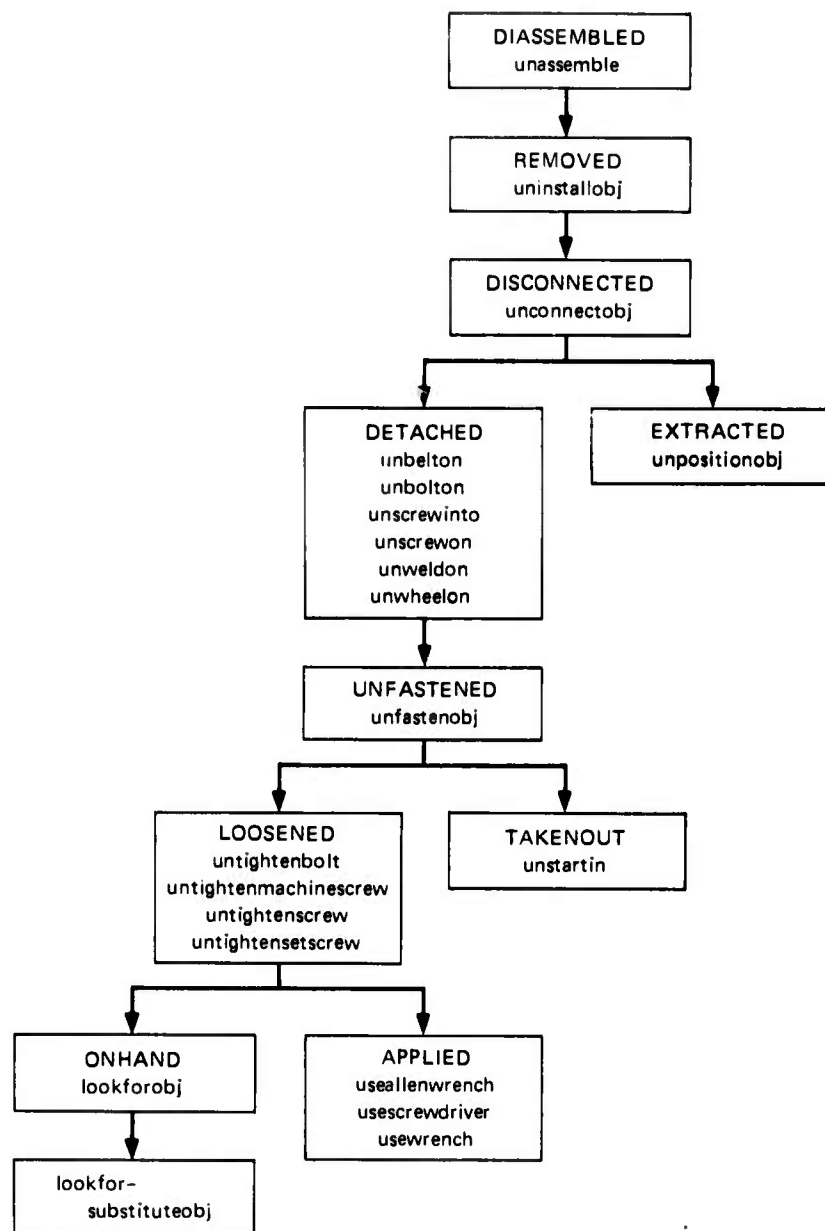 DIASSEMBLED
unassemble
REMOVED
uninstallobj
DISCONNECTED
unconnectobj
DETACHED
unbelton
unbolton
unscrewinto
unscrewon
unweldon
unwheelon
EXTRACTED
unpositionobj
UNFASTENED
unfastenobj
LOOSENED
untightenbolt
untightenmachinescrew
untightenscrew
untightensetscrew
TAKENOUT
unstartin
ONHAND
lookforobj
APPLIED
useallenwrench
usescrewdriver
usewrench
lookfor-
substituteobj